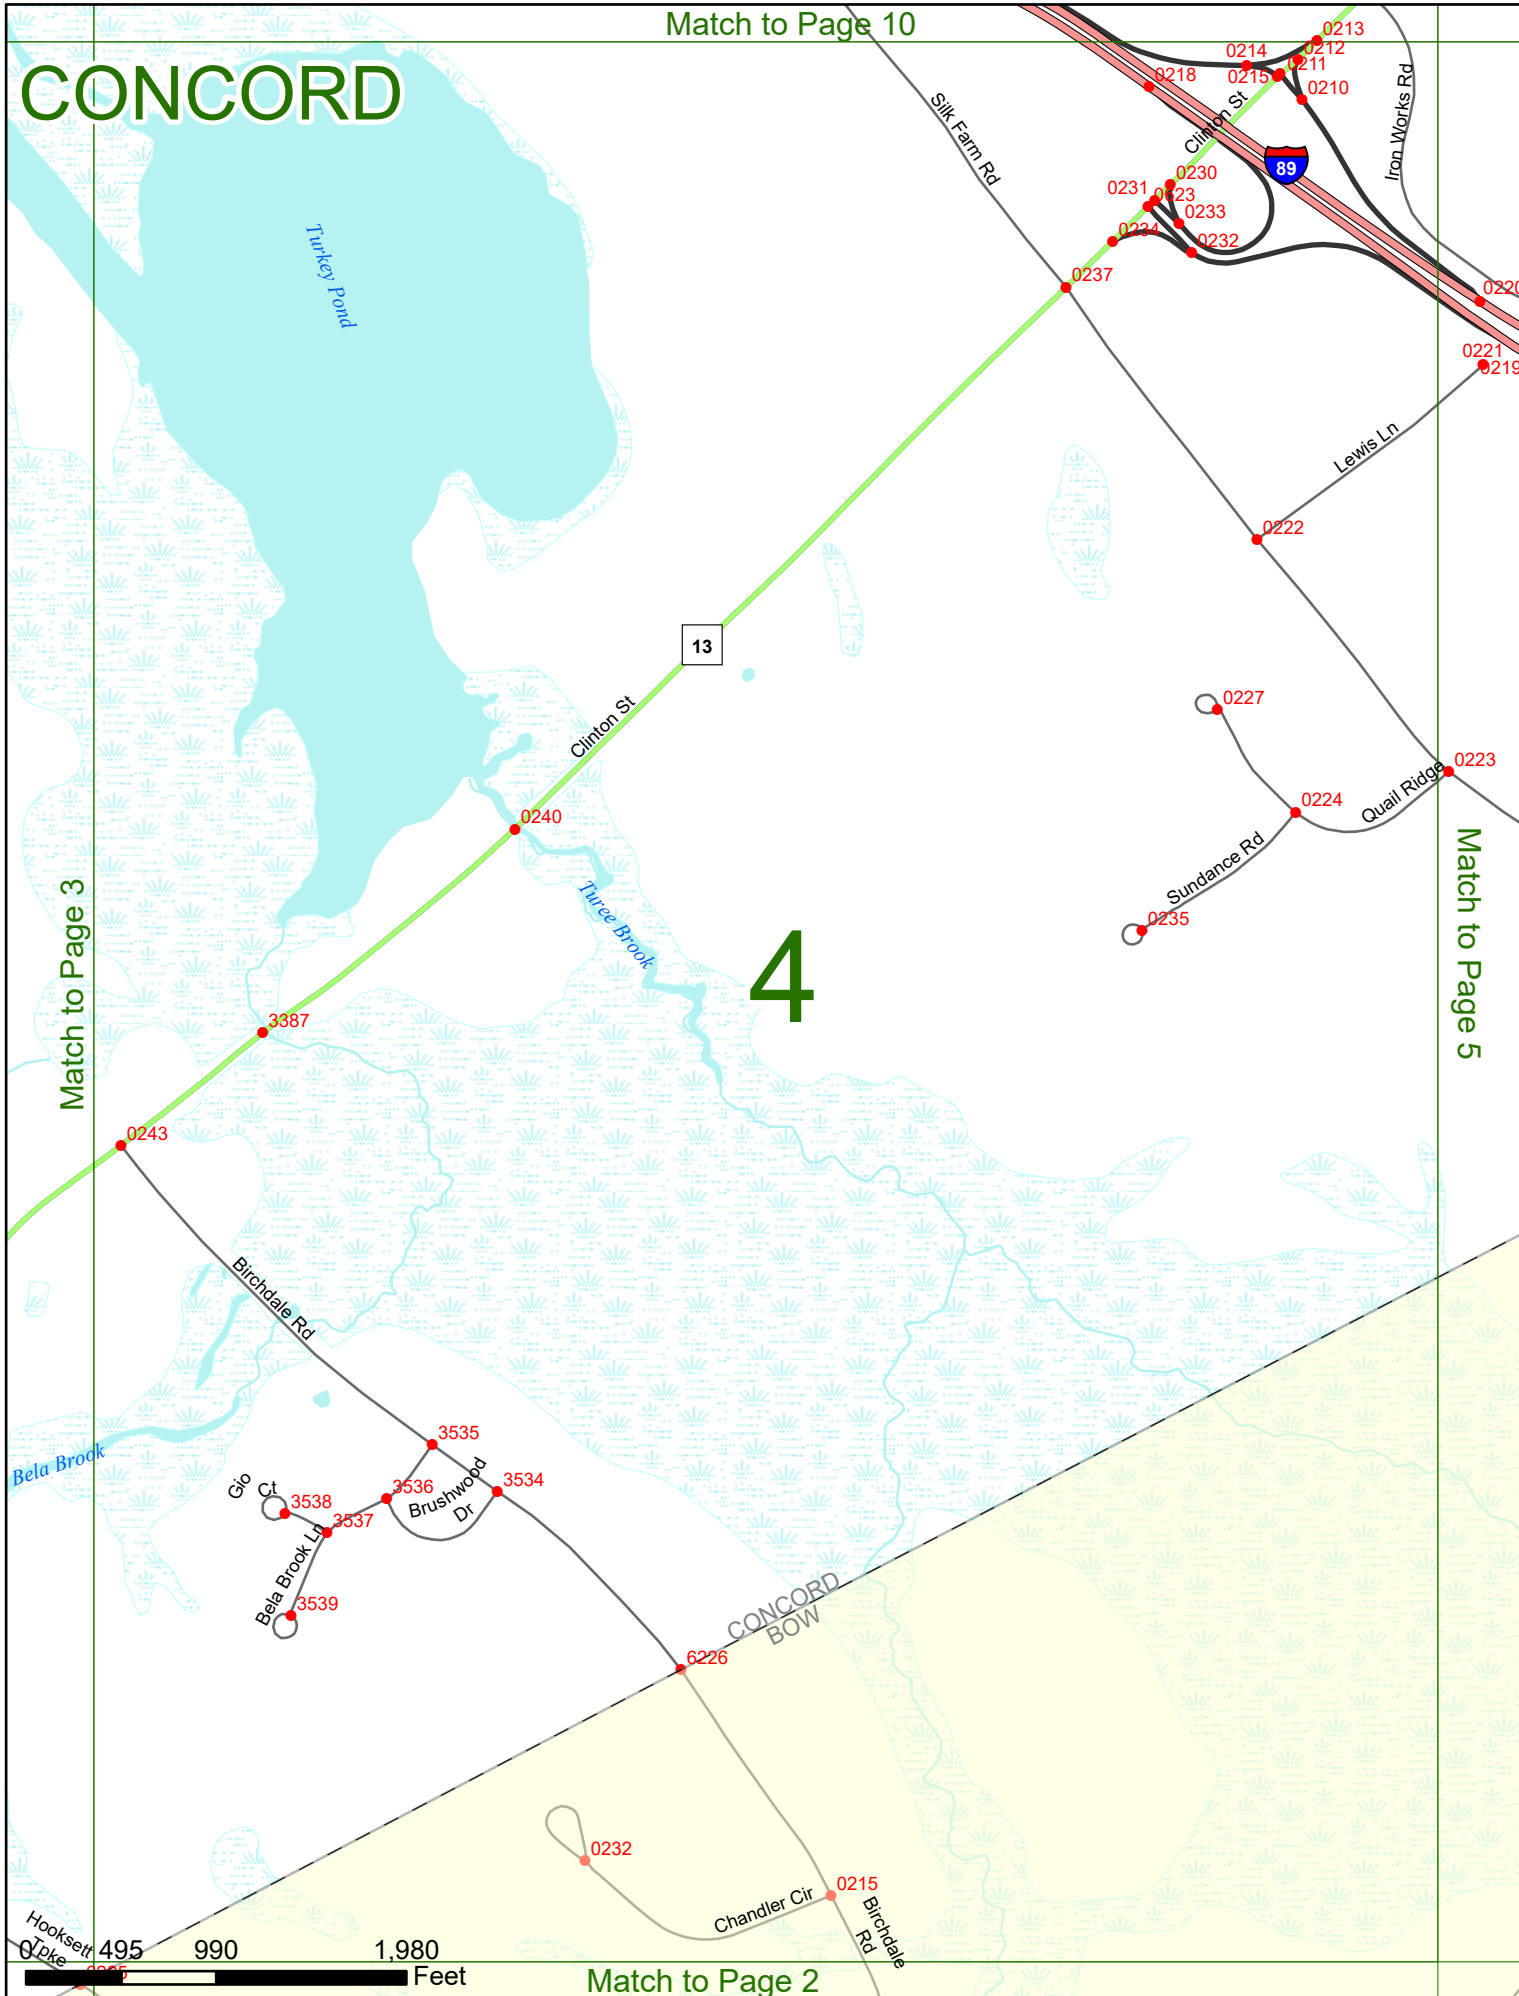 Match to Page 10
CONCORD
0213
0212
0214
0211
0215
0218
0210
Clinton St
Silk Farm Rd
Iron Works Rd
89
0230
0231
0623
0233
0234
0232
0237
0220
0221
0219
Turkey Pond
Lewis Ln
0222
13
Clinton St
0227
0223
0224
Quail Ridge
0240
Sundance Rd
0235
Turee Brook
4
Match to Page 3
Match to Page 5
3387
0243
Birchdale Rd
3535
Bela Brook
3534
3536
Brushwood
Dr
Gio
Ct
3538
3537
Bela Brook Ln
3539
CONCORD
BOW
6226
0232
0215
Chandler Cir
Birchdale
Rd
Hooksett
Tpke
0 495 990 1,980
Feet
Match to Page 2